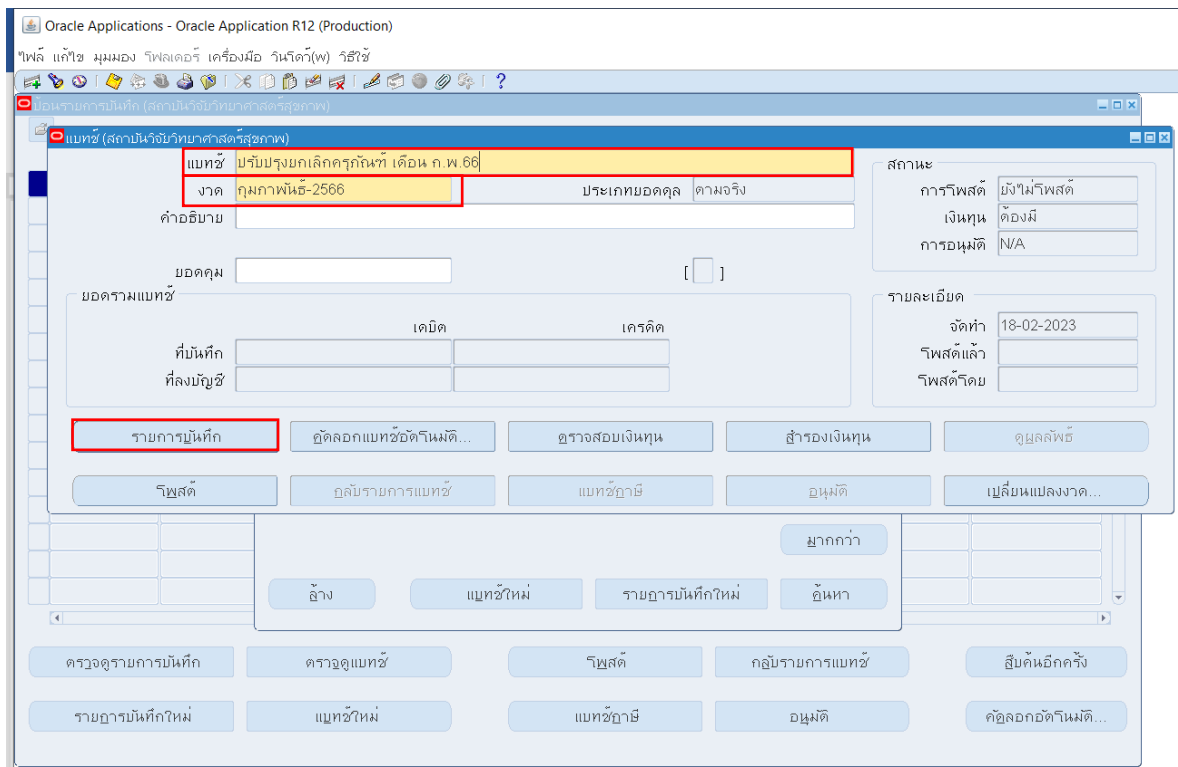 Oracle Applications - Oracle Application R12 (Production)
ไฟล์ แก้ไข มุมมอง โฟลเดอร์ เครื่องมือ วินโดว์(w) วิธีใช้
ป้อนรายการบันทึก (สถาบันวิจัยวิทยาศาสตร์สุขภาพ)
แบทช์ (สถาบันวิจัยวิทยาศาสตร์สุขภาพ)
แบทช์ ปรับปรุงยกเลิกครุภัณฑ์ เดือน ก.พ.66
สถานะ
งวด กุมภาพันธ์-2566 ประเภทยอดดุล ตามจริง การโพสต์ ยังไม่โพสต์
คำอธิบาย เงินทุน ต้องมี
การอนุมัติ N/A
ยอดคุม [ ]
ยอดรวมแบทช์ รายละเอียด
เดบิต เครดิต จัดทำ 18-02-2023
ที่บันทึก โพสต์แล้ว
ที่ลงบัญชี โพสต์โดย
รายการบันทึก คัดลอกแบทช์อัตโนมัติ... ตรวจสอบเงินทุน สำรองเงินทุน ดูผลลัพธ์
โพสต์ กลับรายการแบทช์ แบทช์ภาษี อนุมัติ เปลี่ยนแปลงงวด...
มากกว่า
ล้าง แบทช์ใหม่ รายการบันทึกใหม่ ค้นหา
ตรวจดูรายการบันทึก ตรวจดูแบทช์ โพสต์ กลับรายการแบทช์ สืบค้นอีกครั้ง
รายการบันทึกใหม่ แบทช์ใหม่ แบทช์ภาษี อนุมัติ คัดลอกอัตโนมัติ...